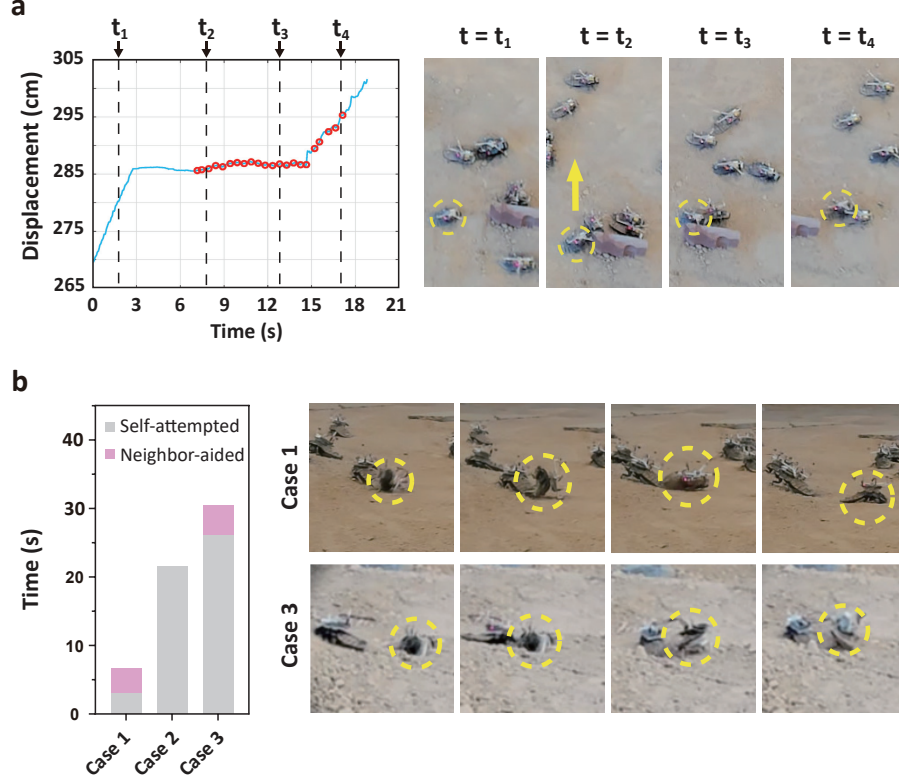 a
t1 t2 t3 t4
305
295
285
275
265
Displacement (cm)
0 3 6 9 12 15 18 21
Time (s)
t = t1 t = t2 t = t3 t = t4
b
Self-attempted
Neighbor-aided
40
30
20
10
0
Time (s)
Case 1 Case 2 Case 3
Case 1
Case 3